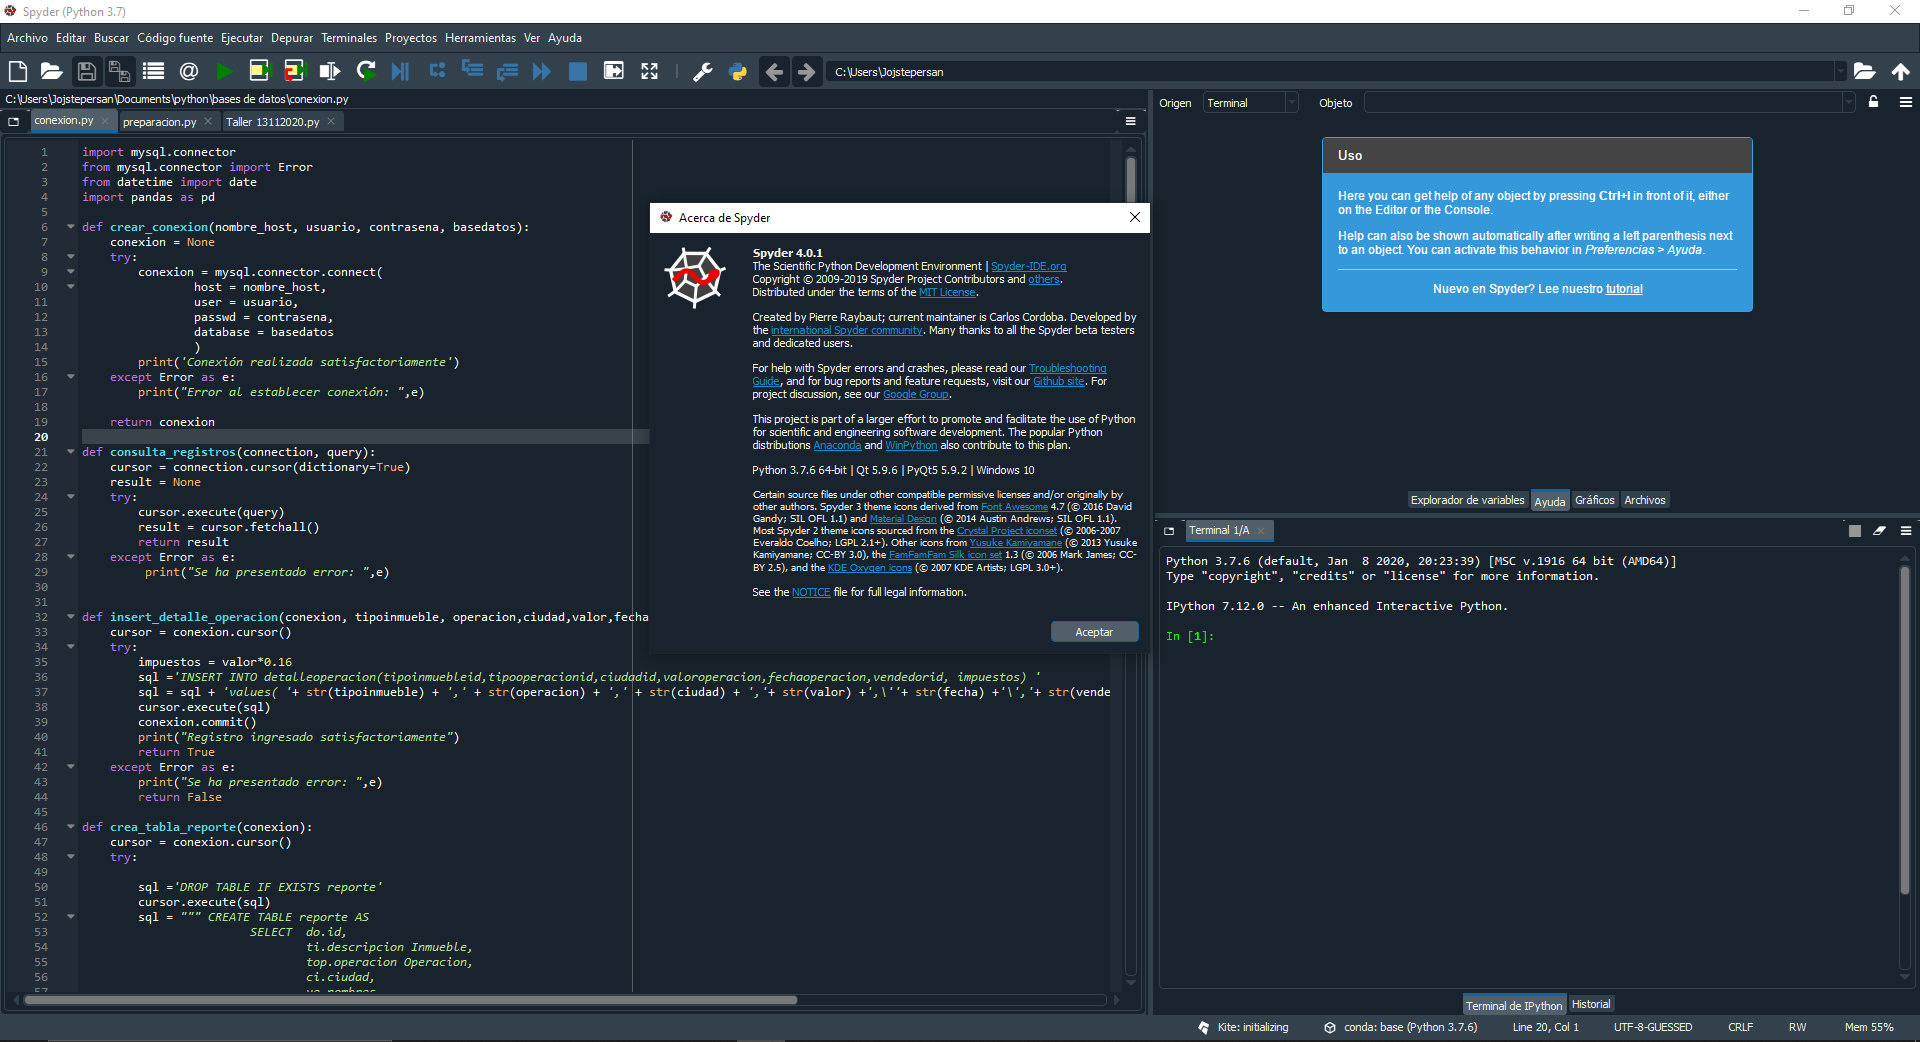 Spyder (Python 3.7)
Archivo Editar Buscar Código fuente Ejecutar Depurar Terminales Proyectos Herramientas Ver Ayuda
C:\Users\Jojstepersan
C:\Users\Jojstepersan\Documents\python\bases de datos\conexion.py
conexion.py preparacion.py Taller 13112020.py
1 import mysql.connector
2 from mysql.connector import Error
3 from datetime import date
4 import pandas as pd
5
6 def crear_conexion(nombre_host, usuario, contrasena, basedatos):
7 conexion = None
8 try:
9 conexion = mysql.connector.connect(
10 host = nombre_host,
11 user = usuario,
12 passwd = contrasena,
13 database = basedatos
14 )
15 print('Conexión realizada satisfactoriamente')
16 except Error as e:
17 print("Error al establecer conexión: ",e)
18
19 return conexion
20
21 def consulta_registros(connection, query):
22 cursor = connection.cursor(dictionary=True)
23 result = None
24 try:
25 cursor.execute(query)
26 result = cursor.fetchall()
27 return result
28 except Error as e:
29 print("Se ha presentado error: ",e)
30
31
32 def insert_detalle_operacion(conexion, tipoinmueble, operacion,ciudad,valor,fecha
33 cursor = conexion.cursor()
34 try:
35 impuestos = valor*0.16
36 sql ='INSERT INTO detalleoperacion(tipoinmuebleid,tipooperacionid,ciudadid,valoroperacion,fechaoperacion,vendedorid, impuestos) '
37 sql = sql + 'values( '+ str(tipoinmueble) + ',' + str(operacion) + ',' + str(ciudad) + ','+ str(valor) +',\''+ str(fecha) +'\','+ str(vende
38 cursor.execute(sql)
39 conexion.commit()
40 print("Registro ingresado satisfactoriamente")
41 return True
42 except Error as e:
43 print("Se ha presentado error: ",e)
44 return False
45
46 def crea_tabla_reporte(conexion):
47 cursor = conexion.cursor()
48 try:
49
50 sql ='DROP TABLE IF EXISTS reporte'
51 cursor.execute(sql)
52 sql = """ CREATE TABLE reporte AS
53 SELECT do.id,
54 ti.descripcion Inmueble,
55 top.operacion Operacion,
56 ci.ciudad,
57
Acerca de Spyder
Spyder 4.0.1
The Scientific Python Development Environment | Spyder-IDE.org
Copyright © 2009-2019 Spyder Project Contributors and others.
Distributed under the terms of the MIT License.
Created by Pierre Raybaut; current maintainer is Carlos Cordoba. Developed by
the international Spyder community. Many thanks to all the Spyder beta testers
and dedicated users.
For help with Spyder errors and crashes, please read our Troubleshooting
Guide, and for bug reports and feature requests, visit our Github site. For
project discussion, see our Google Group.
This project is part of a larger effort to promote and facilitate the use of Python
for scientific and engineering software development. The popular Python
distributions Anaconda and WinPython also contribute to this plan.
Python 3.7.6 64-bit | Qt 5.9.6 | PyQt5 5.9.2 | Windows 10
Certain source files under other compatible permissive licenses and/or originally by
other authors. Spyder 3 theme icons derived from Font Awesome 4.7 (© 2016 David
Gandy; SIL OFL 1.1) and Material Design (© 2014 Austin Andrews; SIL OFL 1.1).
Most Spyder 2 theme icons sourced from the Crystal Project iconset (© 2006-2007
Everaldo Coelho; LGPL 2.1+). Other icons from Yusuke Kamiyamane (© 2013 Yusuke
Kamiyamane; CC-BY 3.0), the FamFamFam Silk icon set 1.3 (© 2006 Mark James; CC-
BY 2.5), and the KDE Oxygen icons (© 2007 KDE Artists; LGPL 3.0+).
See the NOTICE file for full legal information.
Aceptar
Origen Terminal Objeto
Uso
Here you can get help of any object by pressing Ctrl+I in front of it, either
on the Editor or the Console.
Help can also be shown automatically after writing a left parenthesis next
to an object. You can activate this behavior in Preferencias > Ayuda.
Nuevo en Spyder? Lee nuestro tutorial
Explorador de variables Ayuda Gráficos Archivos
Terminal 1/A
Python 3.7.6 (default, Jan 8 2020, 20:23:39) [MSC v.1916 64 bit (AMD64)]
Type "copyright", "credits" or "license" for more information.
IPython 7.12.0 -- An enhanced Interactive Python.
In [1]:
Terminal de IPython Historial
Kite: initializing conda: base (Python 3.7.6) Line 20, Col 1 UTF-8-GUESSED CRLF RW Mem 55%